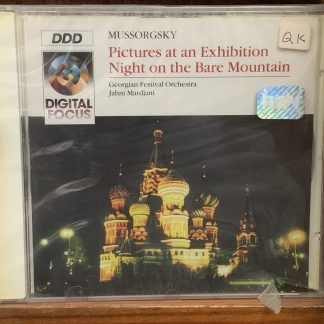 DDD
DIGITAL
FOCUS
MUSSORGSKY
Pictures at an Exhibition
Night on the Bare Mountain
Georgian Festival Orchestra
Jahni Mardjani
QK